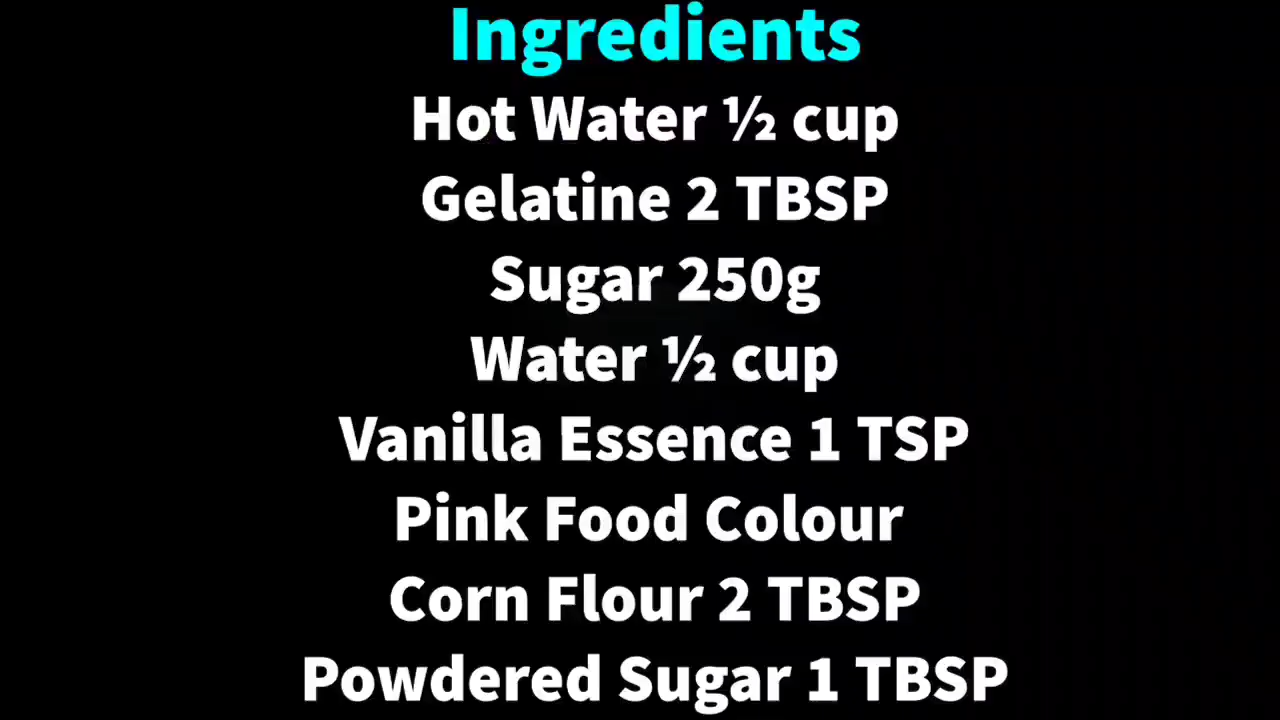 Ingredients
Hot Water ½ cup
Gelatine 2 TBSP
Sugar 250g
Water ½ cup
Vanilla Essence 1 TSP
Pink Food Colour
Corn Flour 2 TBSP
Powdered Sugar 1 TBSP